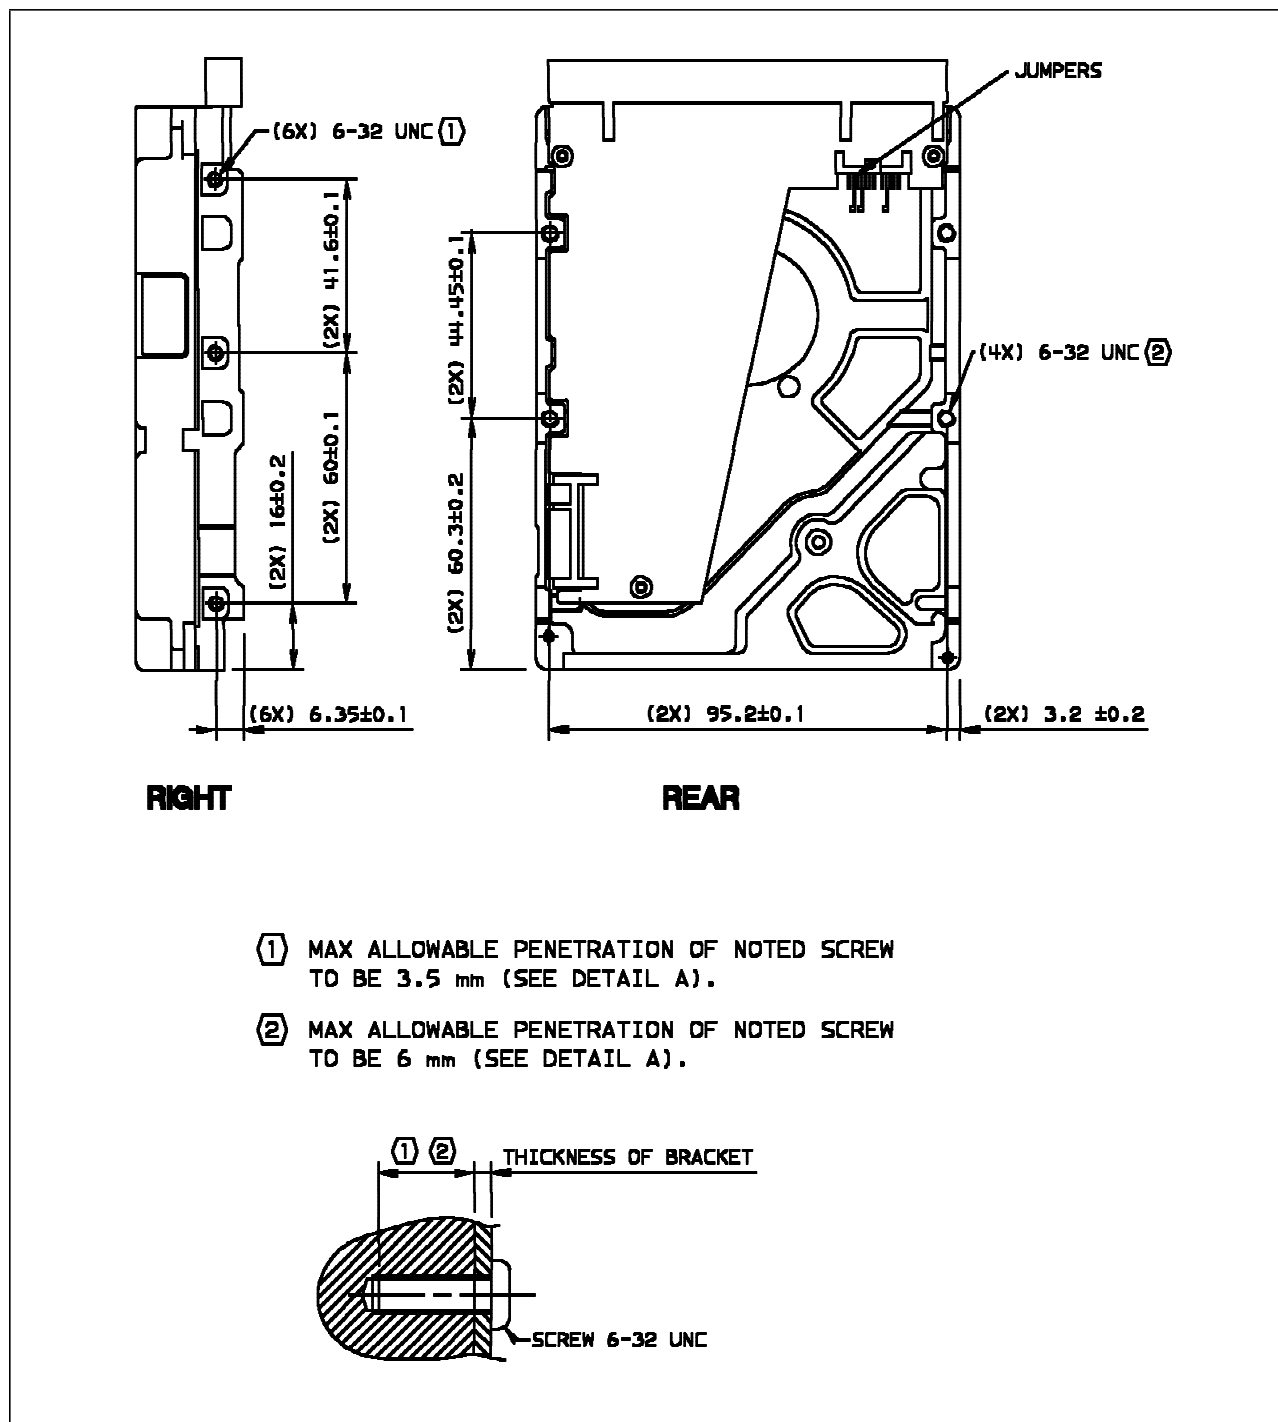 JUMPERS
(6X) 6-32 UNC 1
(2X) 41.6±0.1
(2X) 44.45±0.1
(4X) 6-32 UNC 2
(2X) 60±0.1
(2X) 16±0.2
(2X) 60.3±0.2
(6X) 6.35±0.1
(2X) 95.2±0.1
(2X) 3.2 ±0.2
RIGHT
REAR
1 MAX ALLOWABLE PENETRATION OF NOTED SCREW
TO BE 3.5 mm (SEE DETAIL A).
2 MAX ALLOWABLE PENETRATION OF NOTED SCREW
TO BE 6 mm (SEE DETAIL A).
1 2 THICKNESS OF BRACKET
SCREW 6-32 UNC